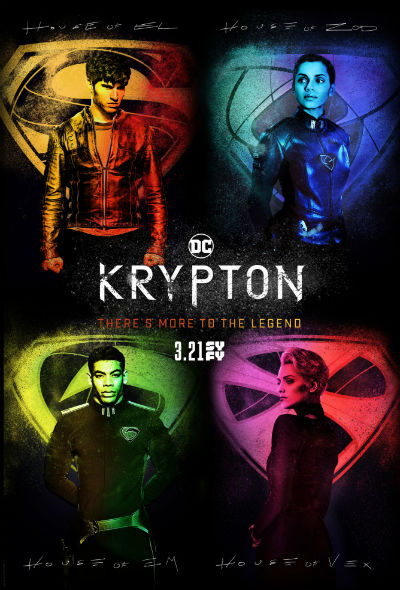 House of El
House of Zod
DC
KRYPTON
THERE'S MORE TO THE LEGEND
3.21 SYFY
House of Em
House of Vex